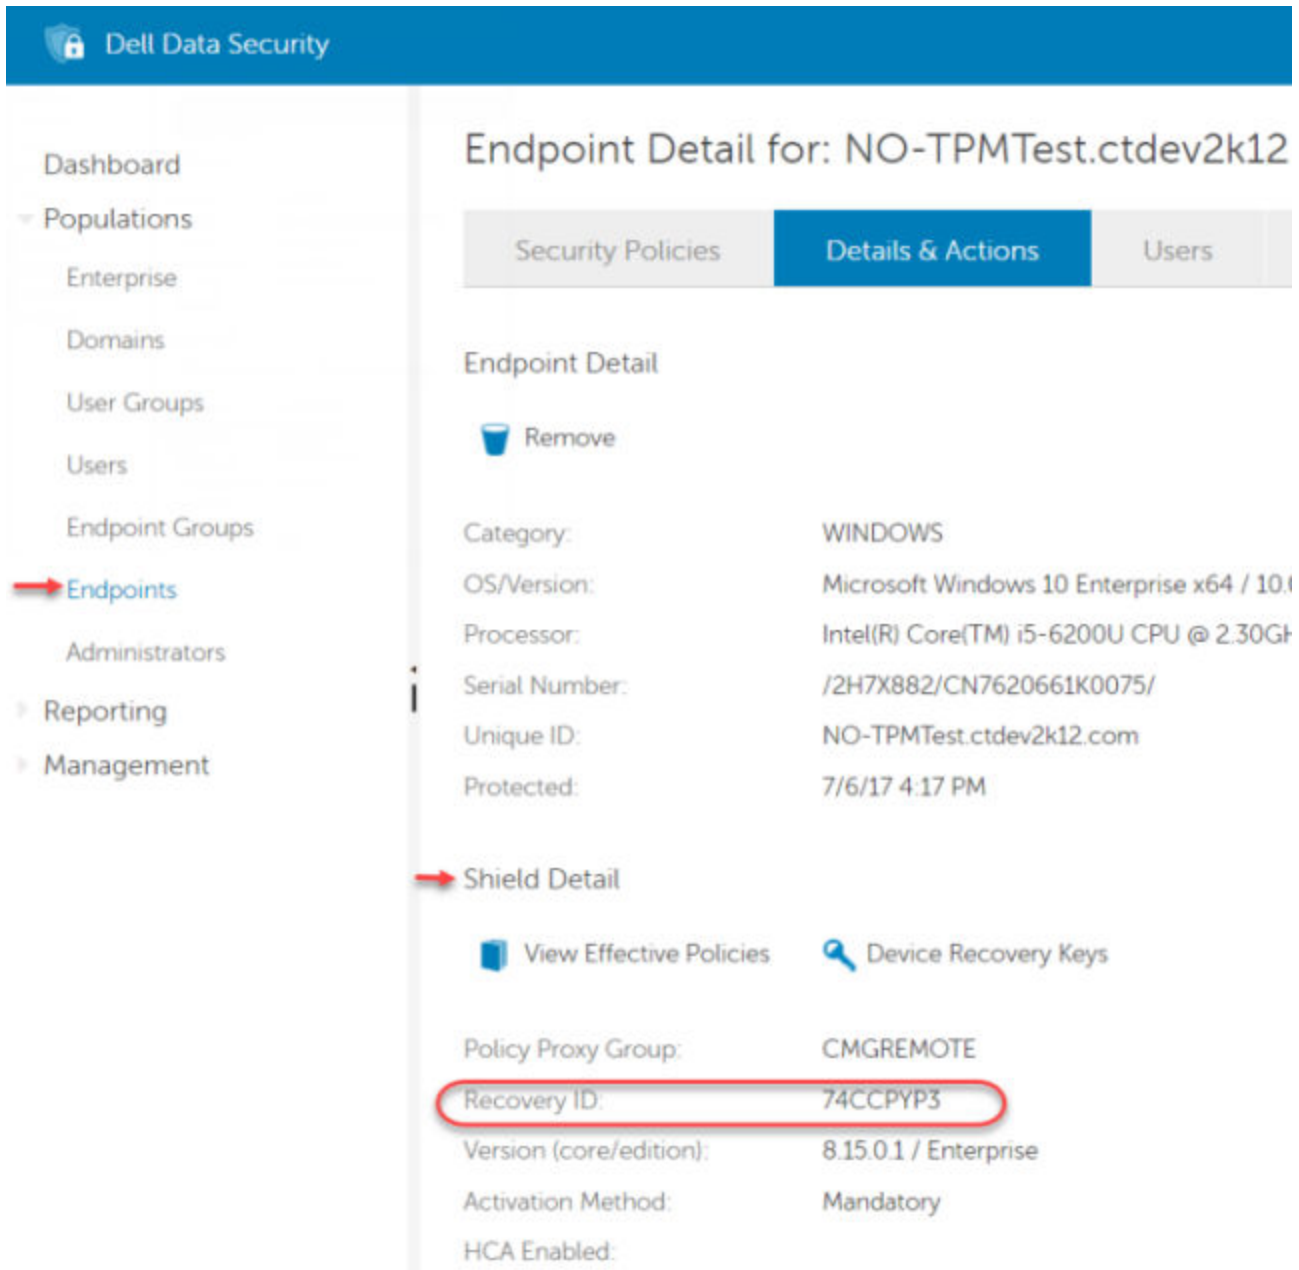 Dell Data Security
Dashboard
Populations
Enterprise
Domains
User Groups
Users
Endpoint Groups
Endpoints
Administrators
Reporting
Management
Endpoint Detail for: NO-TPMTest.ctdev2k12
Security Policies Details & Actions Users
Endpoint Detail
Remove
Category: WINDOWS
OS/Version: Microsoft Windows 10 Enterprise x64 / 10.
Processor: Intel(R) Core(TM) i5-6200U CPU @ 2.30GH
Serial Number: /2H7X882/CN7620661K0075/
Unique ID: NO-TPMTest.ctdev2k12.com
Protected: 7/6/17 4:17 PM
Shield Detail
View Effective Policies Device Recovery Keys
Policy Proxy Group: CMGREMOTE
Recovery ID: 74CCPYP3
Version (core/edition): 8.15.0.1 / Enterprise
Activation Method: Mandatory
HCA Enabled: